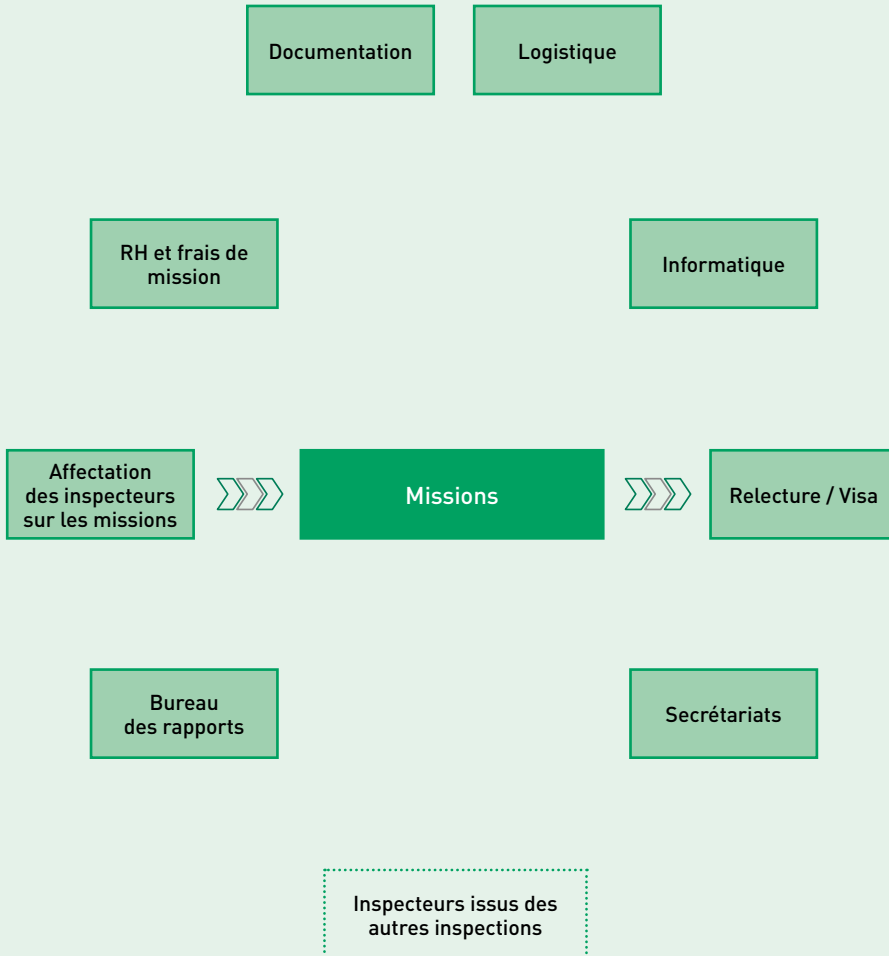 Documentation
Logistique
RH et frais de
mission
Informatique
Affectation
des inspecteurs
sur les missions
Missions
Relecture / Visa
Bureau
des rapports
Secrétariats
Inspecteurs issus des
autres inspections